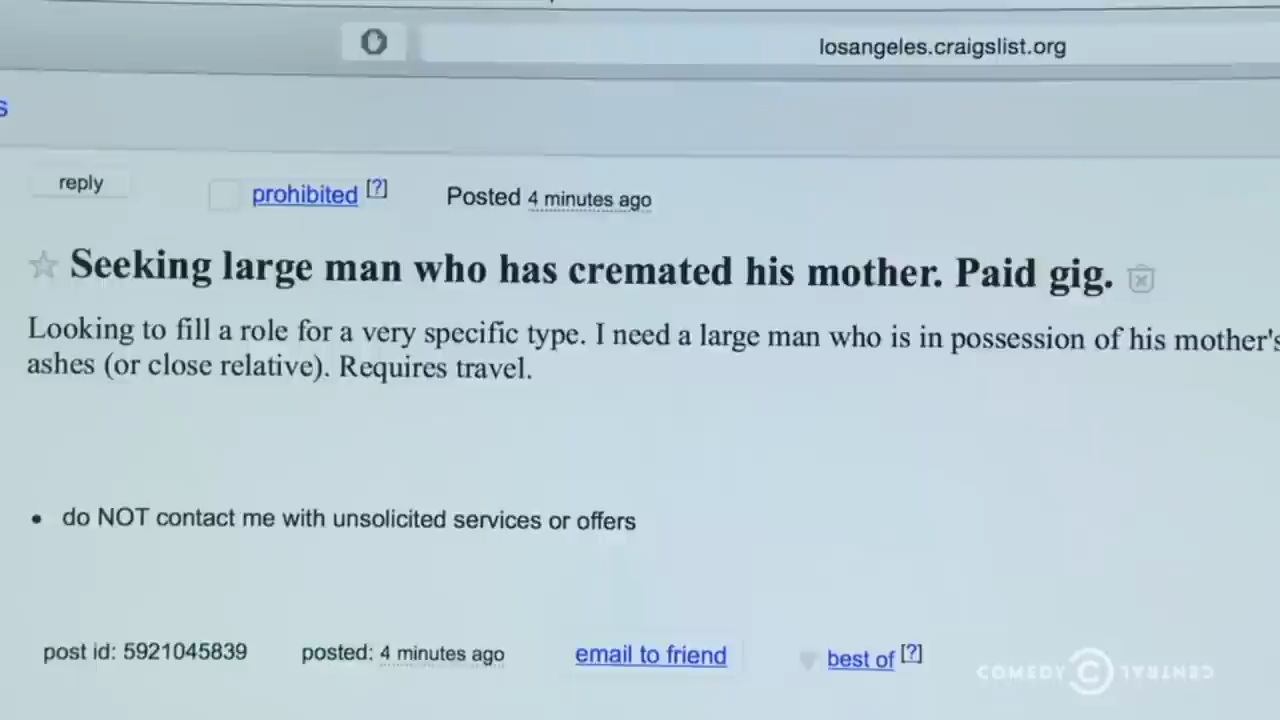 losangeles.craigslist.org
s
reply
prohibited [?]
Posted 4 minutes ago
Seeking large man who has cremated his mother. Paid gig.
Looking to fill a role for a very specific type. I need a large man who is in possession of his mother's
ashes (or close relative). Requires travel.
• do NOT contact me with unsolicited services or offers
post id: 5921045839
posted: 4 minutes ago
email to friend
best of [?]
COMEDY CENTRAL